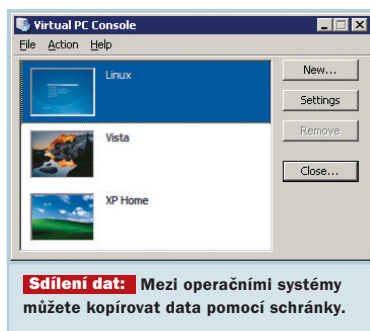 Virtual PC Console
File Action Help
Linux
Vista
XP Home
New...
Settings
Remove
Close...
Sdílení dat: Mezi operačními systémy
můžete kopírovat data pomocí schránky.